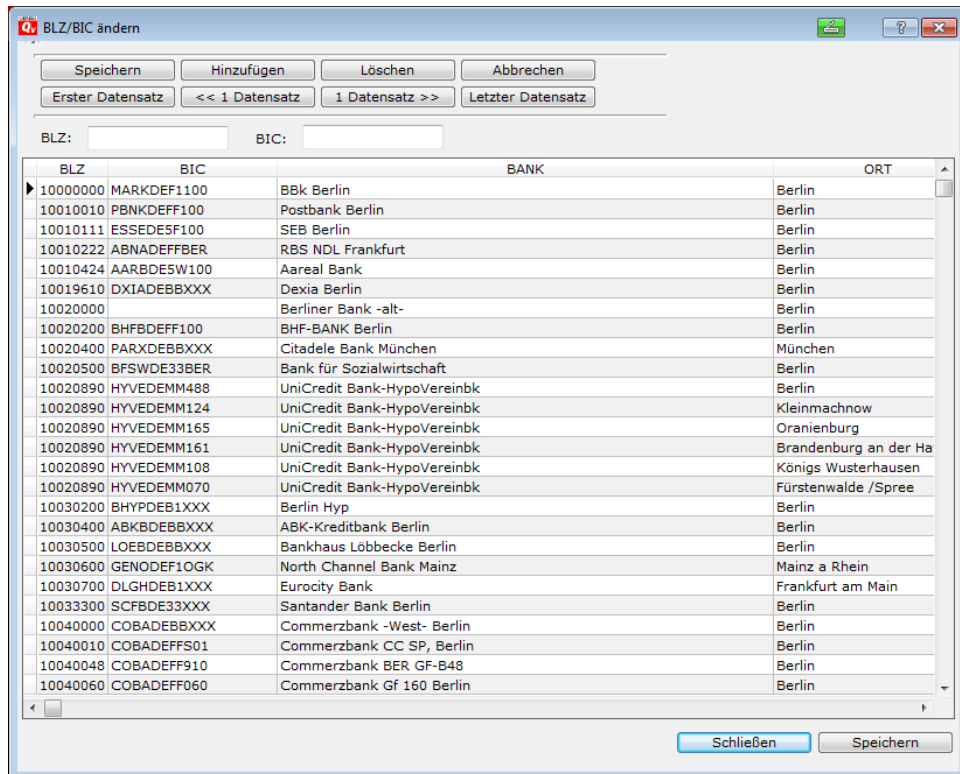 BLZ/BIC ändern
Speichern Hinzufügen Löschen Abbrechen
Erster Datensatz << 1 Datensatz 1 Datensatz >> Letzter Datensatz
BLZ: BIC:
BLZ BIC BANK ORT
10000000 MARKDEF1100 BBk Berlin Berlin
10010010 PBNKDEFF100 Postbank Berlin Berlin
10010111 ESSEDE5F100 SEB Berlin Berlin
10010222 ABNADEFFBER RBS NDL Frankfurt Berlin
10010424 AARBDE5W100 Aareal Bank Berlin
10019610 DXIADEBBXXX Dexia Berlin Berlin
10020000 Berliner Bank -alt- Berlin
10020200 BHFBDEFF100 BHF-BANK Berlin Berlin
10020400 PARXDEBBXXX Citadele Bank München München
10020500 BFSWDE33BER Bank für Sozialwirtschaft Berlin
10020890 HYVEDEMM488 UniCredit Bank-HypoVereinbk Berlin
10020890 HYVEDEMM124 UniCredit Bank-HypoVereinbk Kleinmachnow
10020890 HYVEDEMM165 UniCredit Bank-HypoVereinbk Oranienburg
10020890 HYVEDEMM161 UniCredit Bank-HypoVereinbk Brandenburg an der Ha
10020890 HYVEDEMM108 UniCredit Bank-HypoVereinbk Königs Wusterhausen
10020890 HYVEDEMM070 UniCredit Bank-HypoVereinbk Fürstenwalde /Spree
10030200 BHYPDEB1XXX Berlin Hyp Berlin
10030400 ABKBDEBBXXX ABK-Kreditbank Berlin Berlin
10030500 LOEBDEBBXXX Bankhaus Löbbecke Berlin Berlin
10030600 GENODEF1OGK North Channel Bank Mainz Mainz a Rhein
10030700 DLGHDEB1XXX Eurocity Bank Frankfurt am Main
10033300 SCFBDE33XXX Santander Bank Berlin Berlin
10040000 COBADEBBXXX Commerzbank -West- Berlin Berlin
10040010 COBADEFFS01 Commerzbank CC SP, Berlin Berlin
10040048 COBADEFF910 Commerzbank BER GF-B48 Berlin
10040060 COBADEFF060 Commerzbank Gf 160 Berlin Berlin
Schließen Speichern